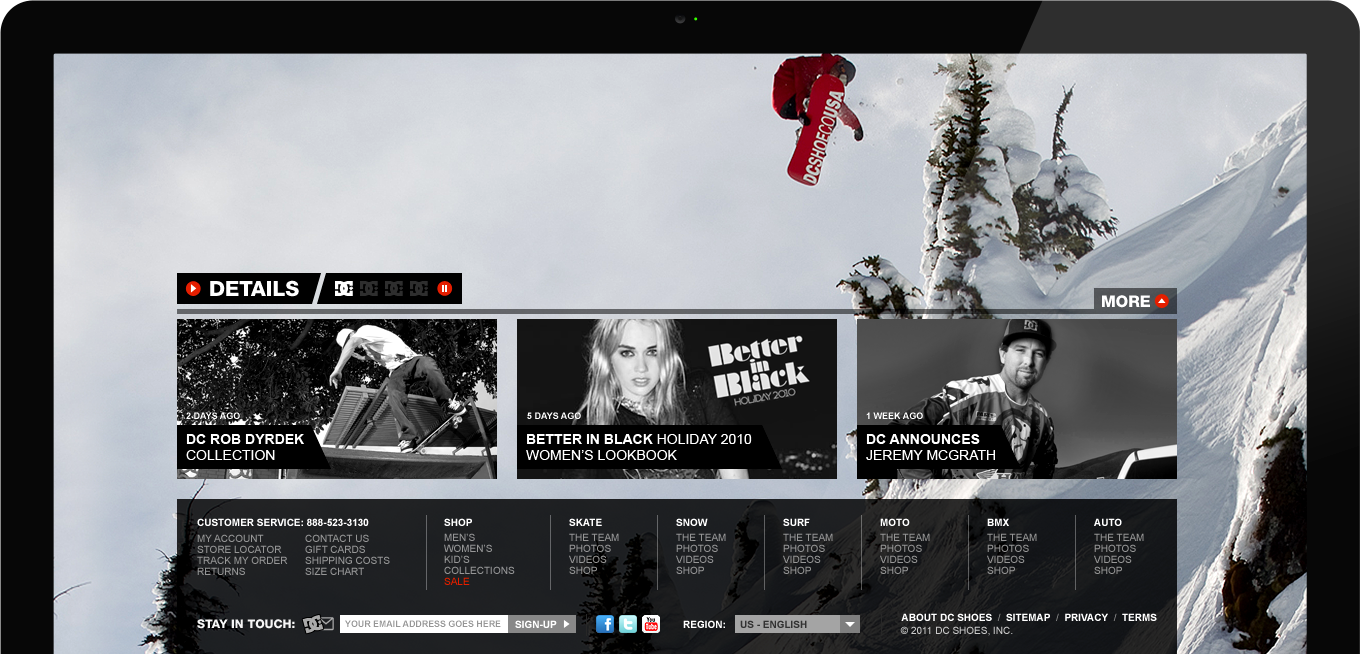 DCSHOECOUSA
DETAILS
MORE
2 DAYS AGO
DC ROB DYRDEK
COLLECTION
Better
in
Black
HOLIDAY 2010
5 DAYS AGO
BETTER IN BLACK HOLIDAY 2010
WOMEN'S LOOKBOOK
1 WEEK AGO
DC ANNOUNCES
JEREMY MCGRATH
CUSTOMER SERVICE: 888-523-3130
MY ACCOUNT
STORE LOCATOR
TRACK MY ORDER
RETURNS
CONTACT US
GIFT CARDS
SHIPPING COSTS
SIZE CHART
SHOP
MEN'S
WOMEN'S
KID'S
COLLECTIONS
SALE
SKATE
THE TEAM
PHOTOS
VIDEOS
SHOP
SNOW
THE TEAM
PHOTOS
VIDEOS
SHOP
SURF
THE TEAM
PHOTOS
VIDEOS
SHOP
MOTO
THE TEAM
PHOTOS
VIDEOS
SHOP
BMX
THE TEAM
PHOTOS
VIDEOS
SHOP
AUTO
THE TEAM
PHOTOS
VIDEOS
SHOP
STAY IN TOUCH:
YOUR EMAIL ADDRESS GOES HERE
SIGN-UP
You
Tube
REGION:
US - ENGLISH
ABOUT DC SHOES / SITEMAP / PRIVACY / TERMS
© 2011 DC SHOES, INC.